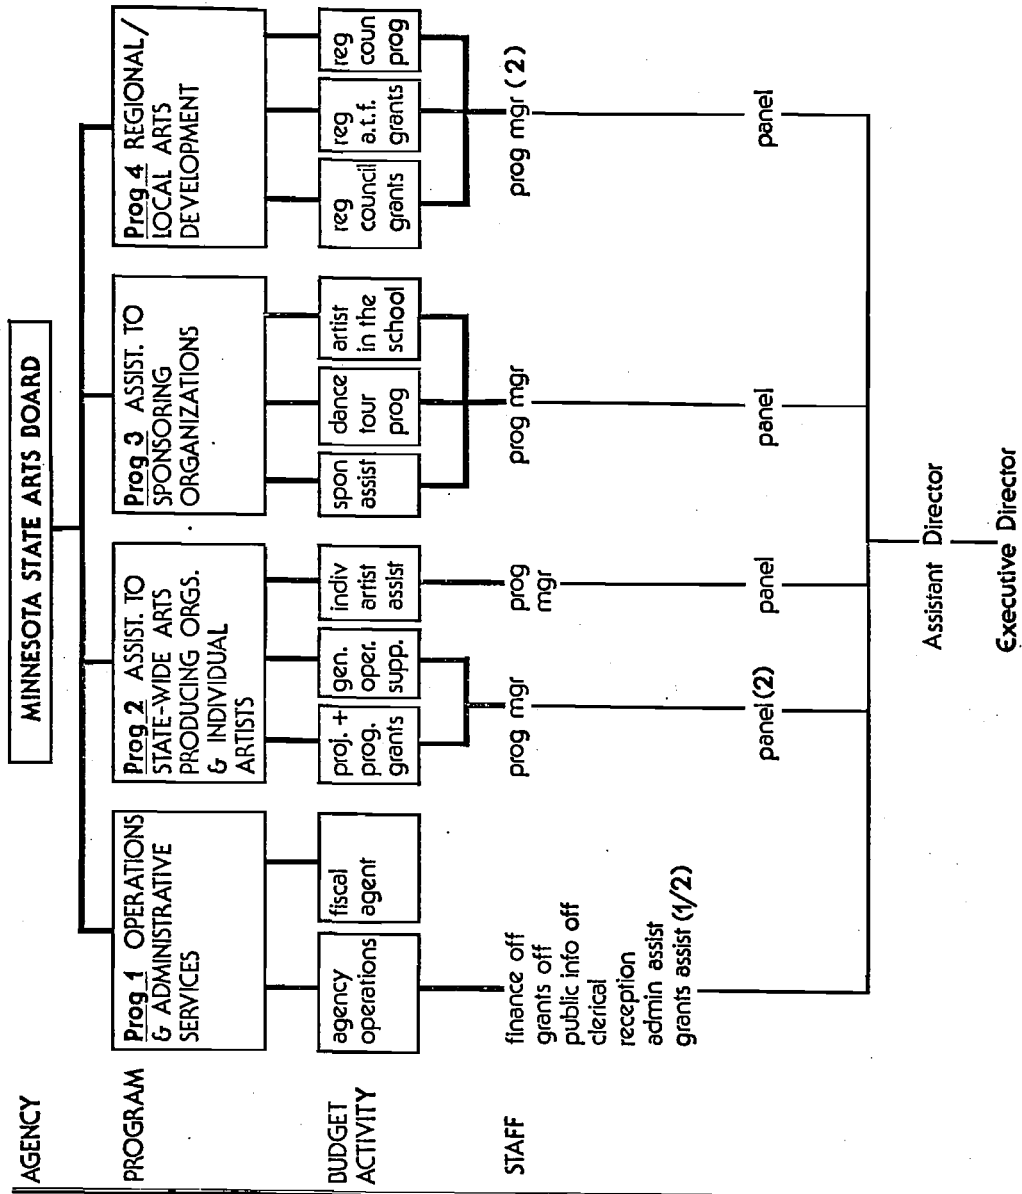 AGENCY
MINNESOTA STATE ARTS BOARD
PROGRAM
Prog 1 OPERATIONS
& ADMINISTRATIVE
SERVICES
Prog 2 ASSIST. TO
STATE-WIDE ARTS
PRODUCING ORGS.
& INDIVIDUAL
ARTISTS
Prog 3 ASSIST. TO
SPONSORING
ORGANIZATIONS
Prog 4 REGIONAL/
LOCAL ARTS
DEVELOPMENT
BUDGET
ACTIVITY
agency
operations
fiscal
agent
proj. +
prog.
grants
gen.
oper.
supp.
indiv
artist
assist
spon
assist
dance
tour
prog
artist
in the
school
reg
council
grants
reg
a.t.f.
grants
reg
coun
prog
STAFF
finance off
grants off
public info off
clerical
reception
admin assist
grants assist (1/2)
prog mgr
prog
mgr
prog mgr
prog mgr (2)
panel (2)
panel
panel
panel
Assistant Director
Executive Director